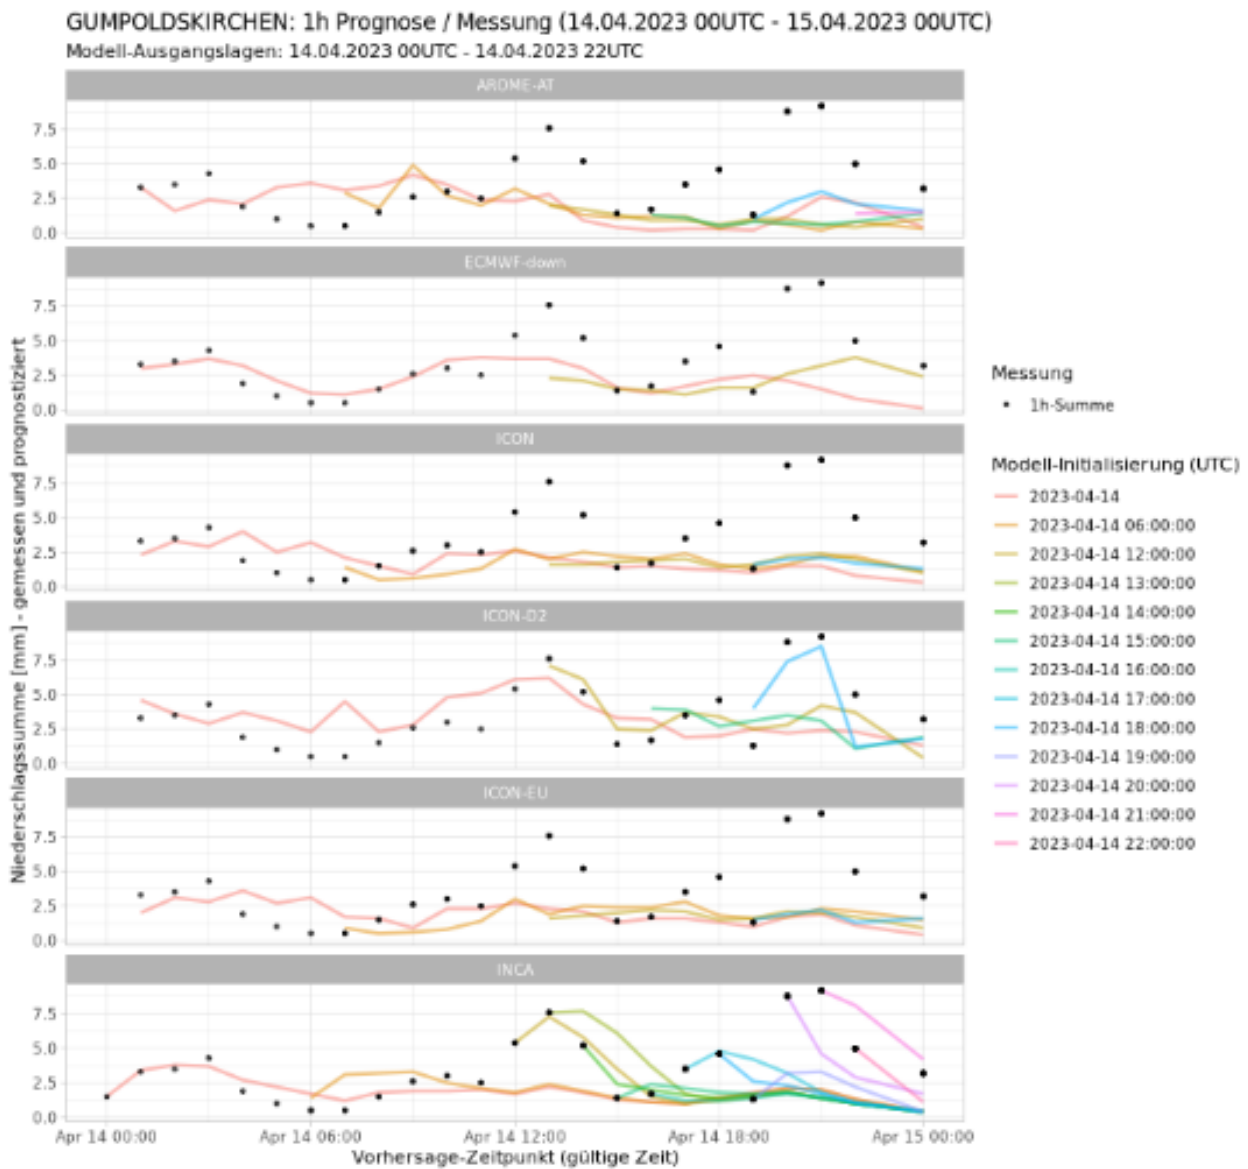 GUMPOLDSKIRCHEN: 1h Prognose / Messung (14.04.2023 00UTC - 15.04.2023 00UTC)
Modell-Ausgangslagen: 14.04.2023 00UTC - 14.04.2023 22UTC
Niederschlagssumme [mm] - gemessen und prognostiziert
AROME-AT
7.5
5.0
2.5
0.0
ECMWF-down
7.5
5.0
2.5
0.0
ICON
7.5
5.0
2.5
0.0
ICON-D2
7.5
5.0
2.5
0.0
ICON-EU
7.5
5.0
2.5
0.0
INCA
7.5
5.0
2.5
0.0
Apr 14 00:00
Apr 14 06:00
Apr 14 12:00
Apr 14 18:00
Apr 15 00:00
Vorhersage-Zeitpunkt (gültige Zeit)
Messung
1h-Summe
Modell-Initialisierung (UTC)
2023-04-14
2023-04-14 06:00:00
2023-04-14 12:00:00
2023-04-14 13:00:00
2023-04-14 14:00:00
2023-04-14 15:00:00
2023-04-14 16:00:00
2023-04-14 17:00:00
2023-04-14 18:00:00
2023-04-14 19:00:00
2023-04-14 20:00:00
2023-04-14 21:00:00
2023-04-14 22:00:00